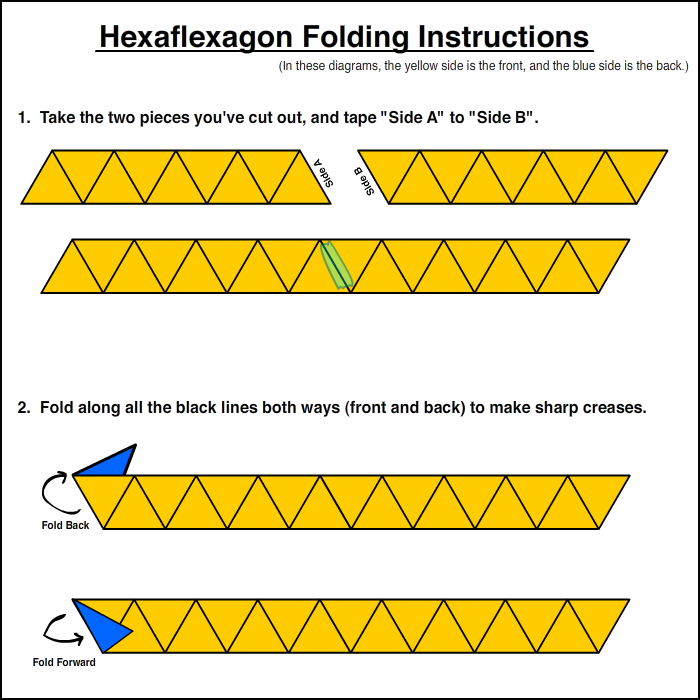 Hexaflexagon Folding Instructions
(In these diagrams, the yellow side is the front, and the blue side is the back.)
1. Take the two pieces you've cut out, and tape "Side A" to "Side B".
Side A
Side B
2. Fold along all the black lines both ways (front and back) to make sharp creases.
Fold Back
Fold Forward